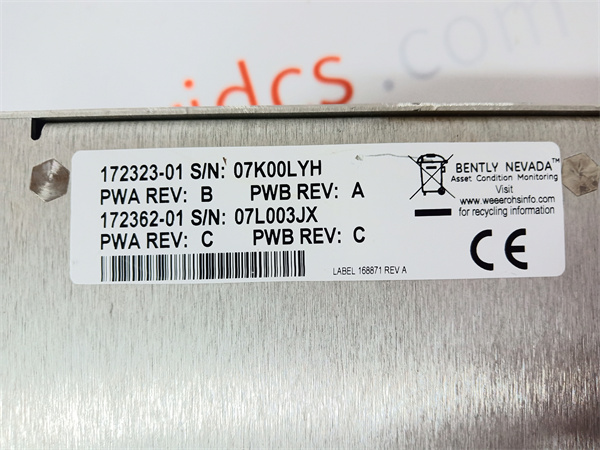 idcs.com
172323-01 S/N: 07K00LYH
PWA REV: B PWB REV: A
172362-01 S/N: 07L003JX
PWA REV: C PWB REV: C
LABEL 168871 REV A
BENTLY NEVADA™
Asset Condition Monitoring
Visit
www.weeerohsinfo.com
for recycling information
CE